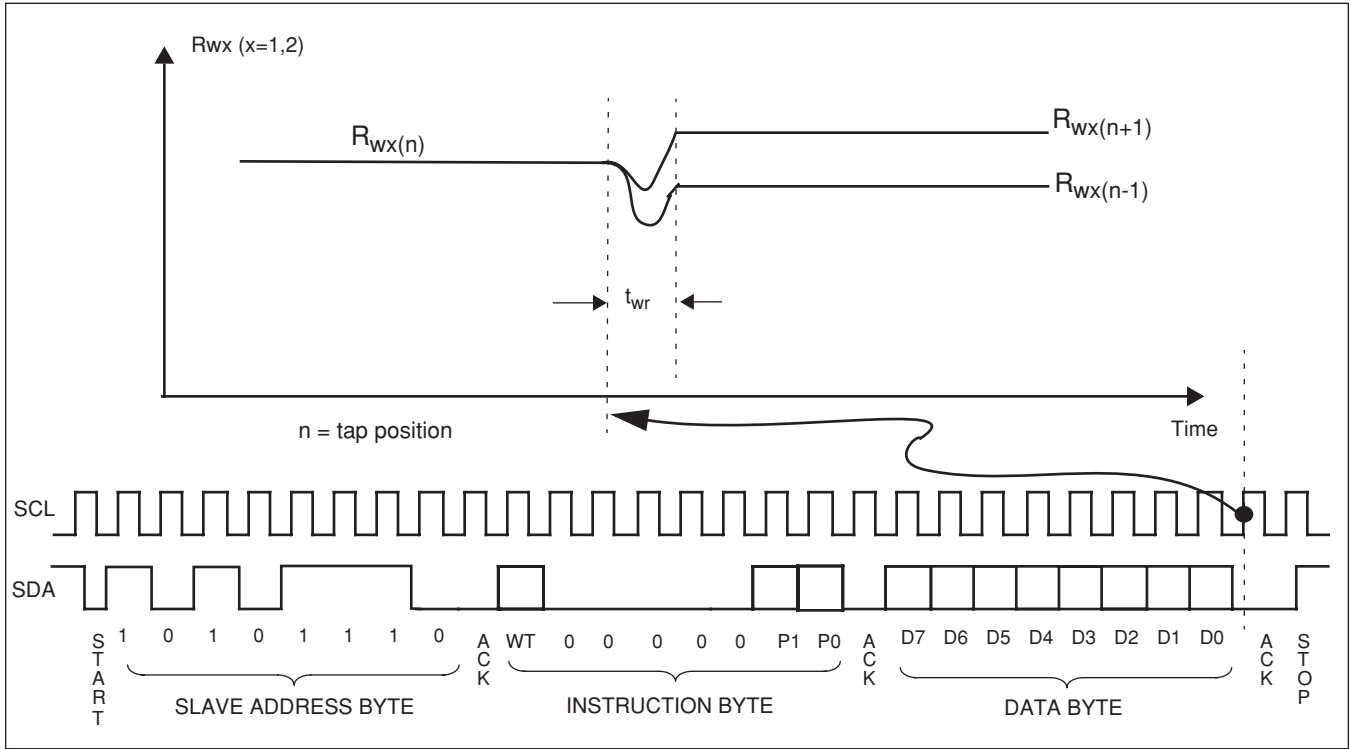 Rwx (x=1,2)
Rwx(n)
Rwx(n+1)
Rwx(n-1)
twr
n = tap position
Time
SCL
SDA
START 1 0 1 0 1 1 1 0 ACK WT 0 0 0 0 0 P1 P0 ACK D7 D6 D5 D4 D3 D2 D1 D0 ACK STOP
SLAVE ADDRESS BYTE INSTRUCTION BYTE DATA BYTE